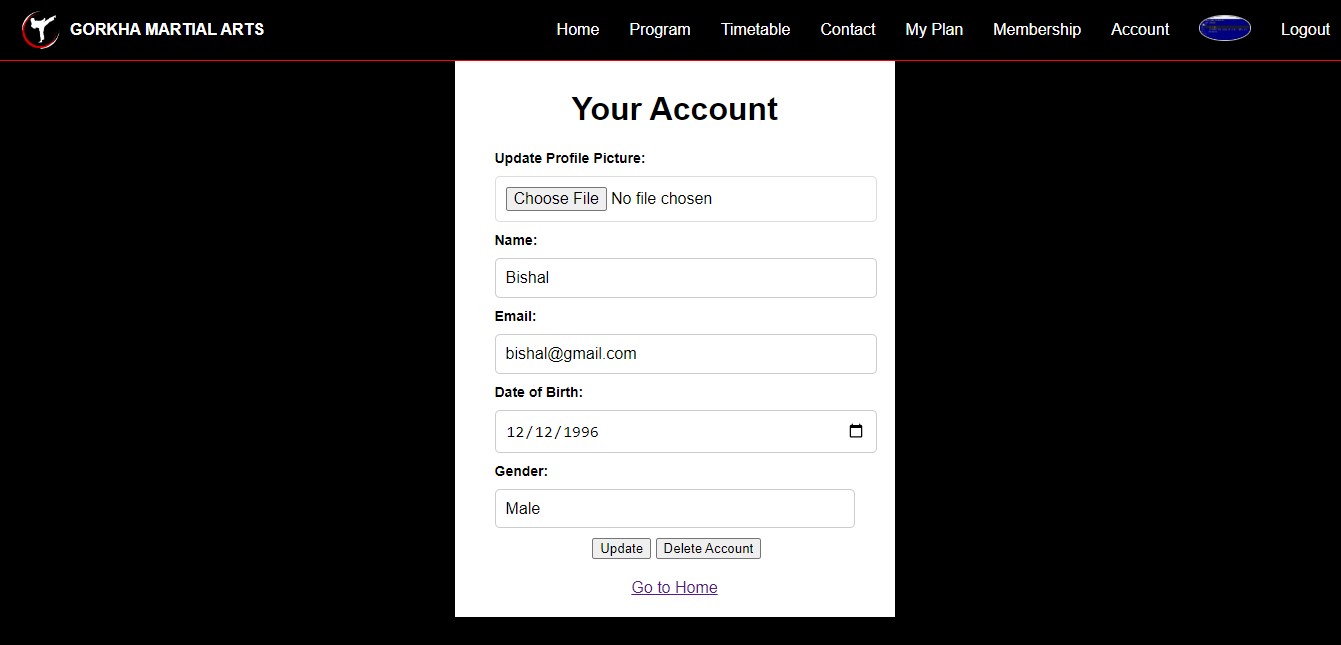 GORKHA MARTIAL ARTS Home Program Timetable Contact My Plan Membership Account Logout
Your Account
Update Profile Picture:
Choose File No file chosen
Name:
Bishal
Email:
bishal@gmail.com
Date of Birth:
12/12/1996
Gender:
Male
Update Delete Account
Go to Home